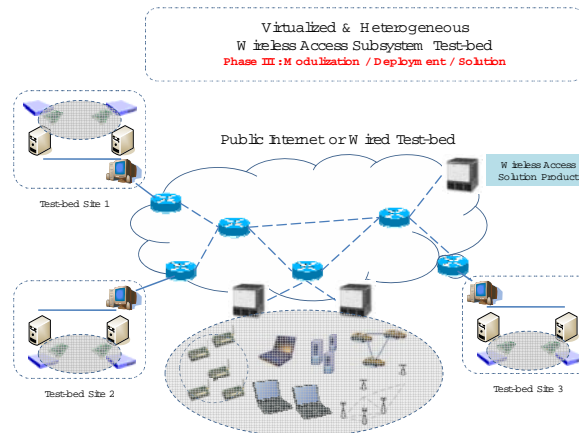 Virtualized & Heterogeneous
Wireless Access Subsystem Test-bed
Phase III: Modulization / Deployment / Solution
Public Internet or Wired Test-bed
Wireless Access
Solution Product
Test-bed Site 1
Test-bed Site 2
Test-bed Site 3